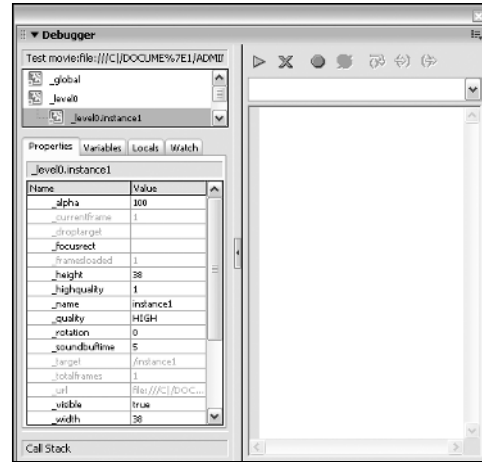 Debugger
Test movie:file:///C|/DOCUME%7E1/ADMI
_global
_level0
_level0.instance1
Properties Variables Locals Watch
_level0.instance1
Name Value
_alpha 100
_currentframe 1
_droptarget
_focusrect
_framesloaded 1
_height 38
_highquality 1
_name instance1
_quality HIGH
_rotation 0
_soundbuftime 5
_target /instance1
_totalframes 1
_url file:///C|/DOC...
_visible true
_width 38
Call Stack